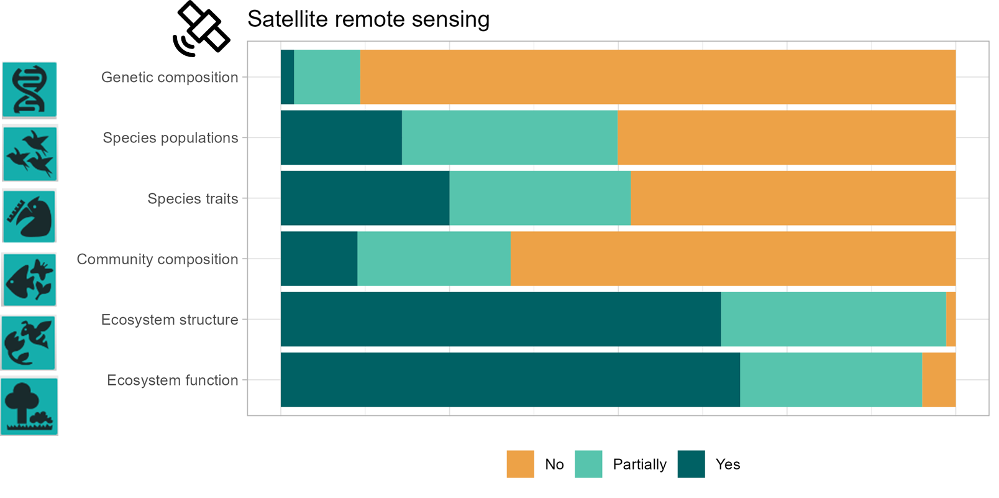 Satellite remote sensing
Genetic composition
Species populations
Species traits
Community composition
Ecosystem structure
Ecosystem function
No
Partially
Yes